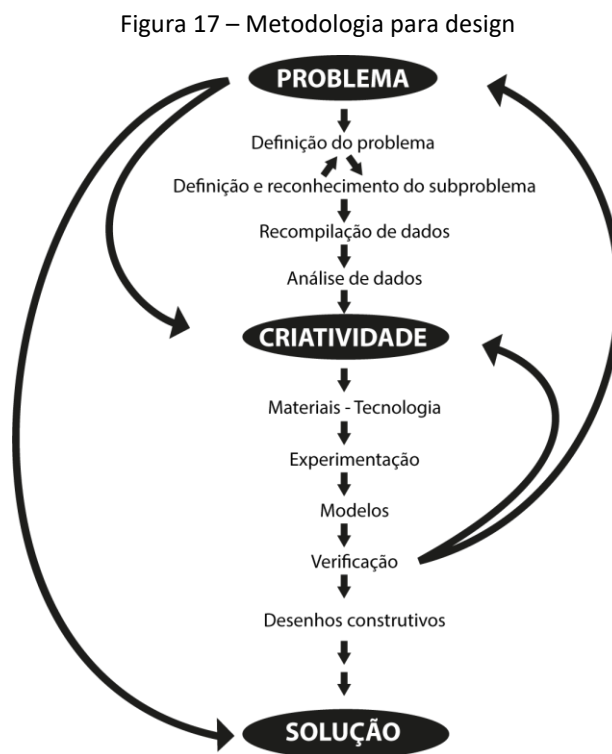 Figura 17 – Metodologia para design
PROBLEMA
Definição do problema
Definição e reconhecimento do subproblema
Recompilação de dados
Análise de dados
CRIATIVIDADE
Materiais - Tecnologia
Experimentação
Modelos
Verificação
Desenhos construtivos
SOLUÇÃO